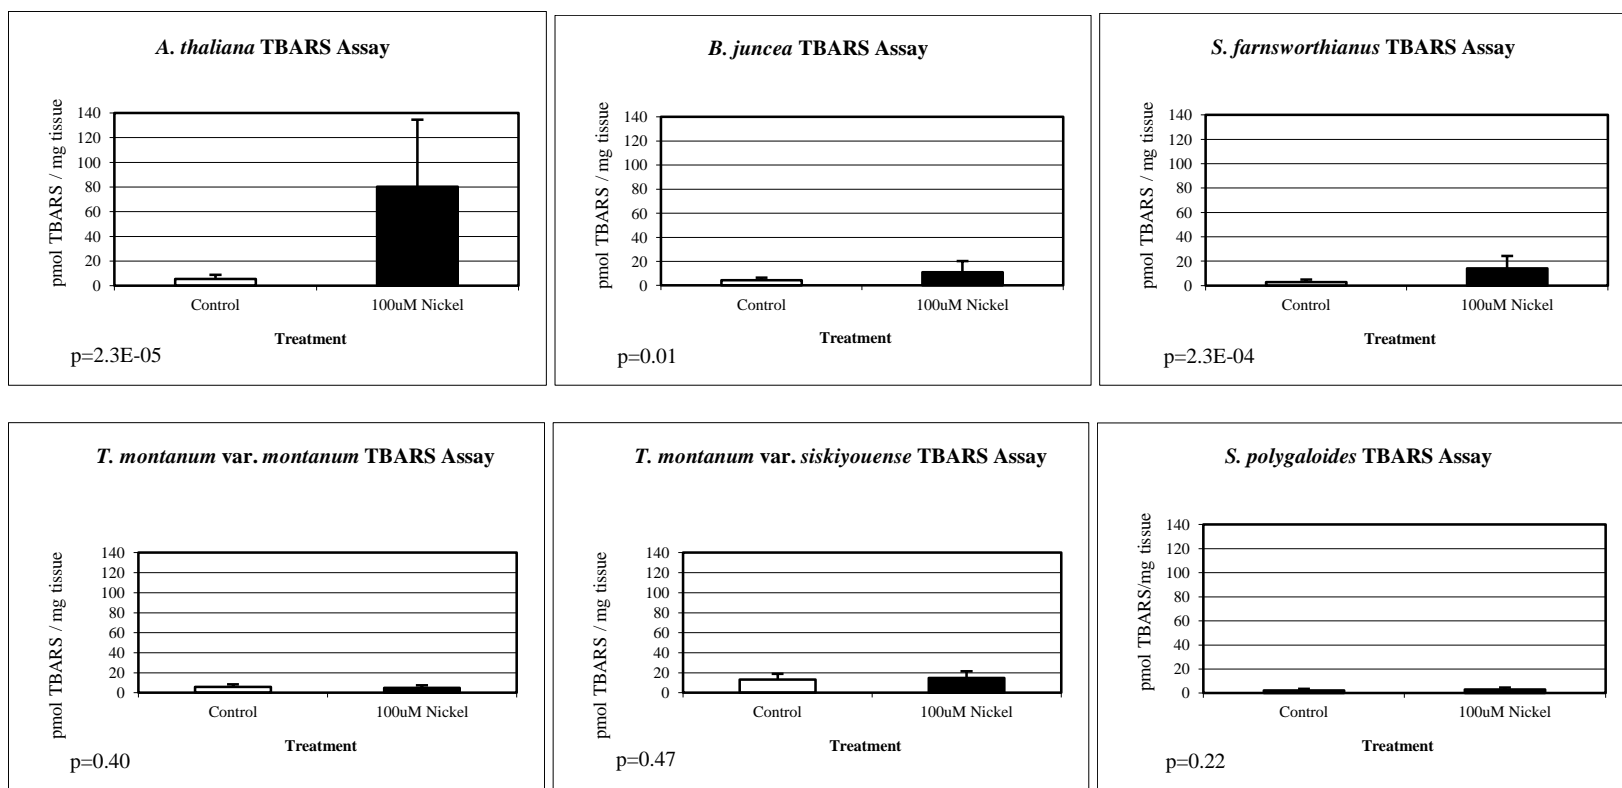 A. thaliana TBARS Assay
pmol TBARS / mg tissue
140
120
100
80
60
40
20
0
Control 100uM Nickel
Treatment
p=2.3E-05
B. juncea TBARS Assay
pmol TBARS / mg tissue
140
120
100
80
60
40
20
0
Control 100uM Nickel
Treatment
p=0.01
S. farnsworthianus TBARS Assay
pmol TBARS / mg tissue
140
120
100
80
60
40
20
0
Control 100uM Nickel
Treatment
p=2.3E-04
T. montanum var. montanum TBARS Assay
pmol TBARS / mg tissue
140
120
100
80
60
40
20
0
Control 100uM Nickel
Treatment
p=0.40
T. montanum var. siskiyouense TBARS Assay
pmol TBARS / mg tissue
140
120
100
80
60
40
20
0
Control 100uM Nickel
Treatment
p=0.47
S. polygaloides TBARS Assay
pmol TBARS/mg tissue
140
120
100
80
60
40
20
0
Control 100uM Nickel
Treatment
p=0.22